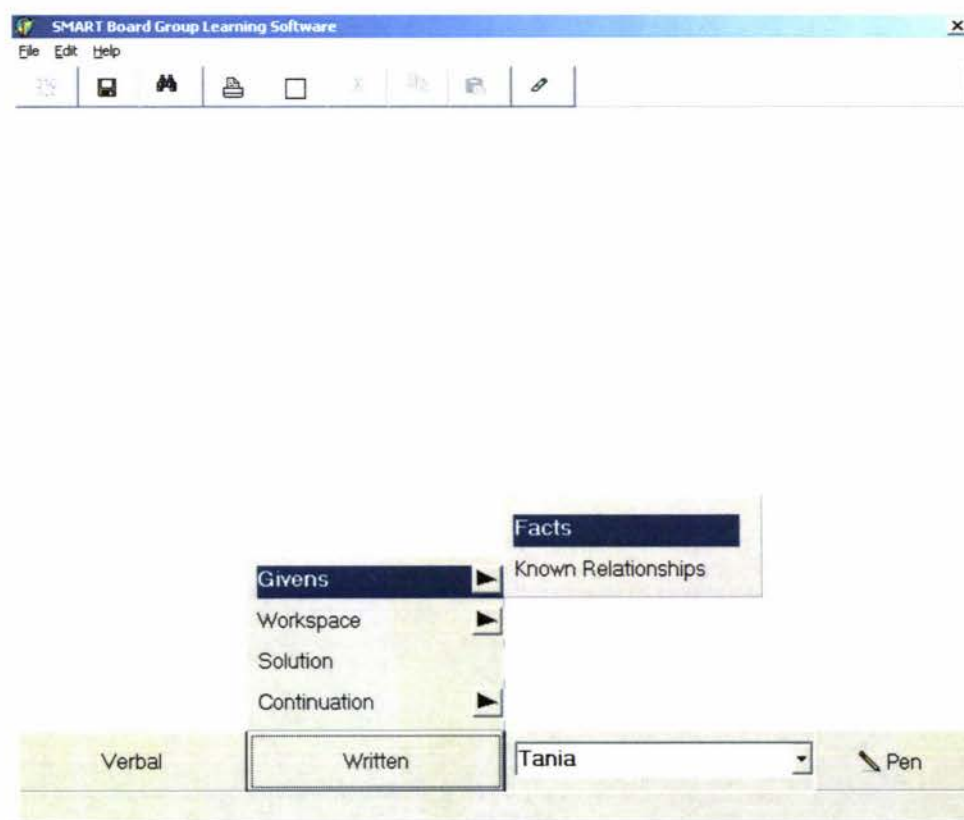 SMART Board Group Learning Software
File Edit Help
Facts
Known Relationships
Givens
Workspace
Solution
Continuation
Verbal
Written
Tania
Pen